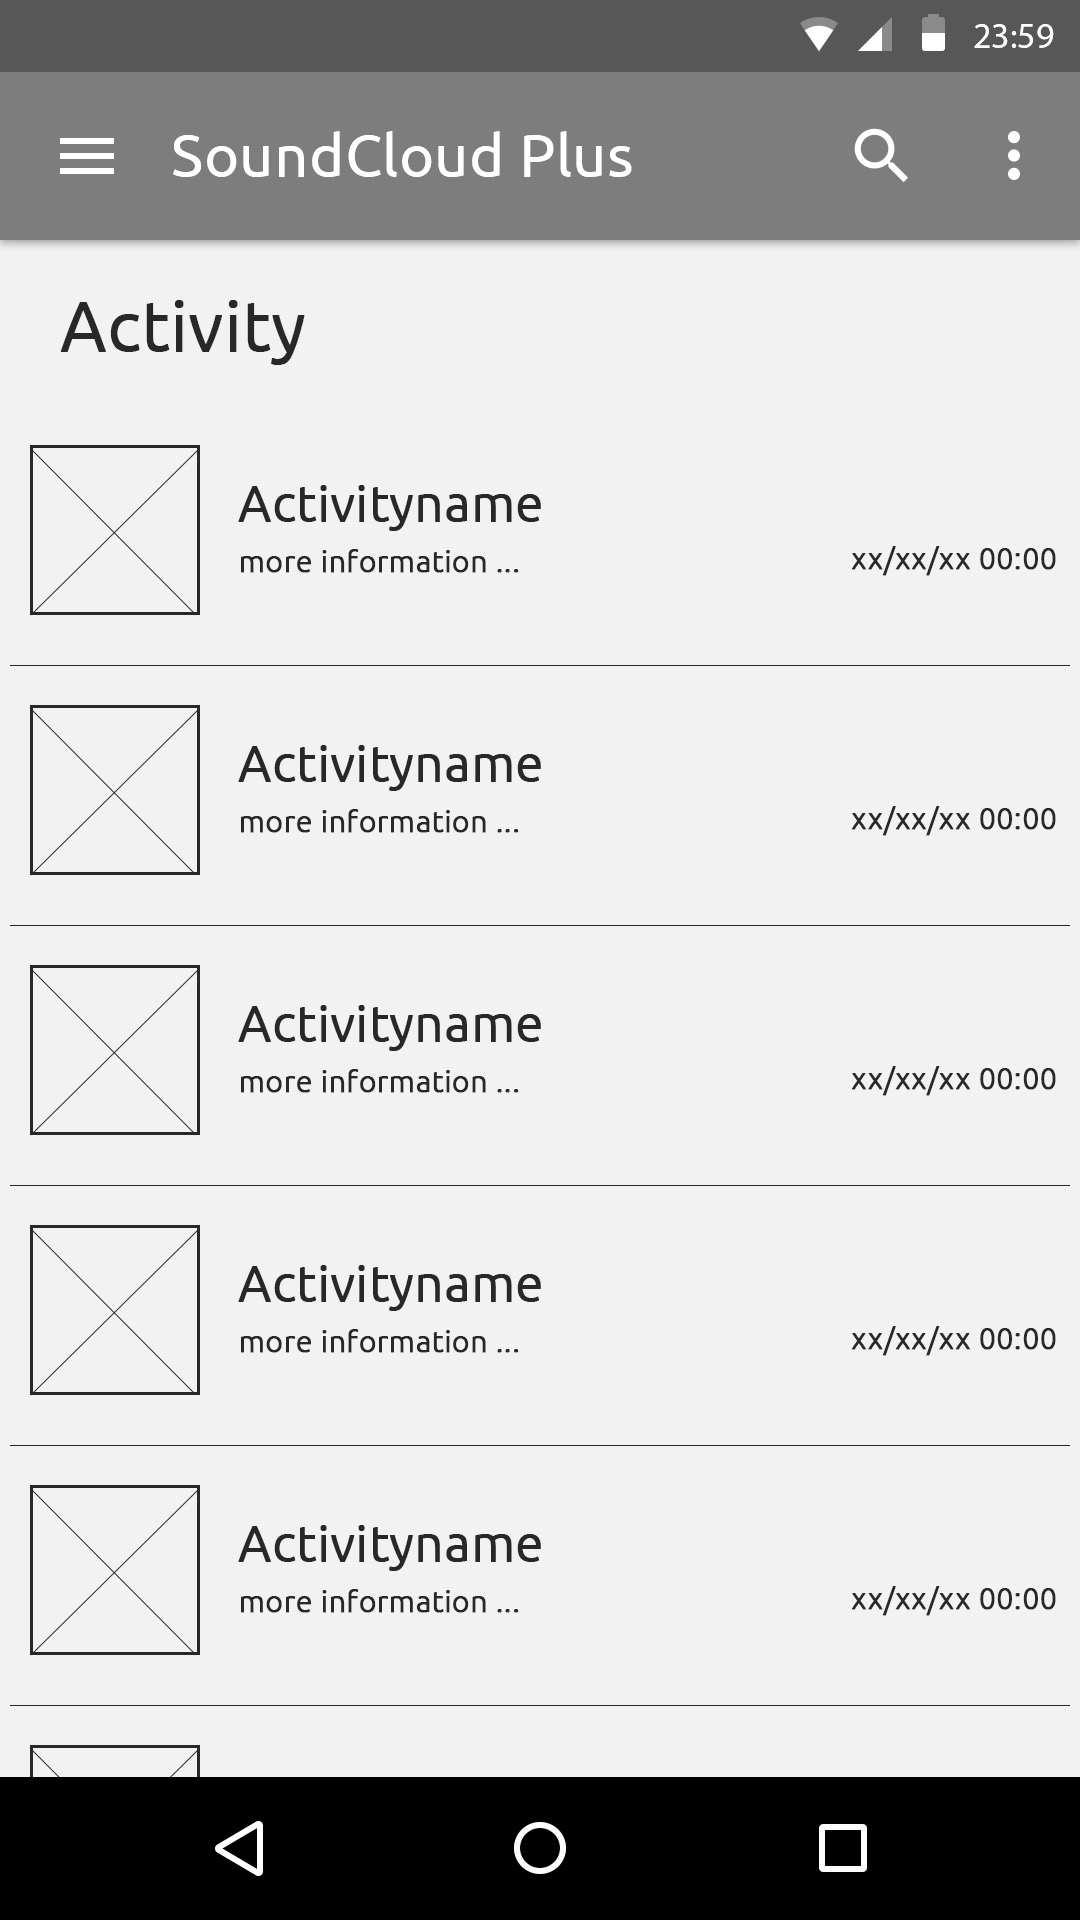 23:59
SoundCloud Plus
Activity
Activityname
more information ... xx/xx/xx 00:00
Activityname
more information ... xx/xx/xx 00:00
Activityname
more information ... xx/xx/xx 00:00
Activityname
more information ... xx/xx/xx 00:00
Activityname
more information ... xx/xx/xx 00:00